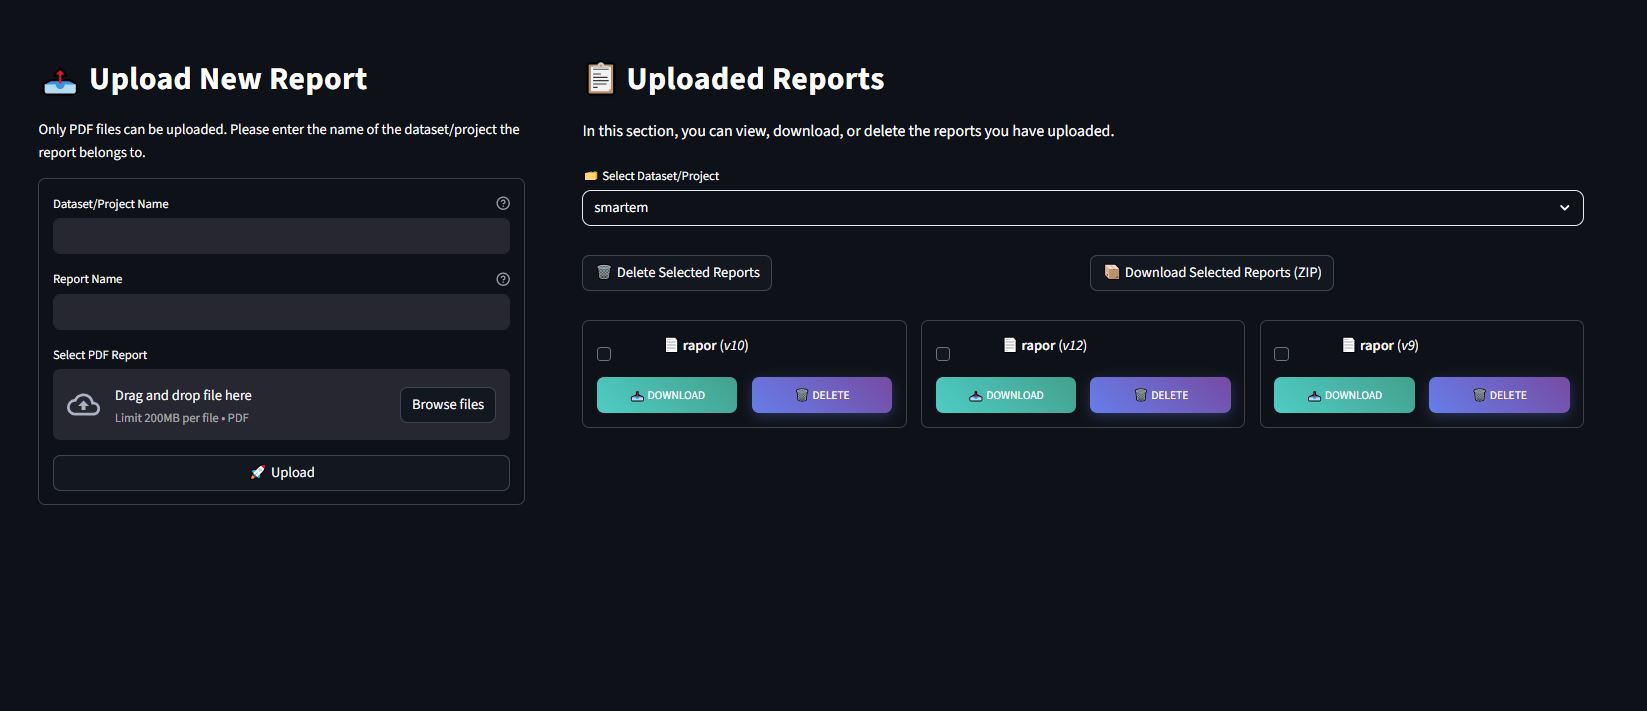 Upload New Report
Only PDF files can be uploaded. Please enter the name of the dataset/project the
report belongs to.
Dataset/Project Name
Report Name
Select PDF Report
Drag and drop file here
Limit 200MB per file • PDF
Browse files
Upload
Uploaded Reports
In this section, you can view, download, or delete the reports you have uploaded.
Select Dataset/Project
smartem
Delete Selected Reports
Download Selected Reports (ZIP)
rapor (v10)
DOWNLOAD
DELETE
rapor (v12)
DOWNLOAD
DELETE
rapor (v9)
DOWNLOAD
DELETE